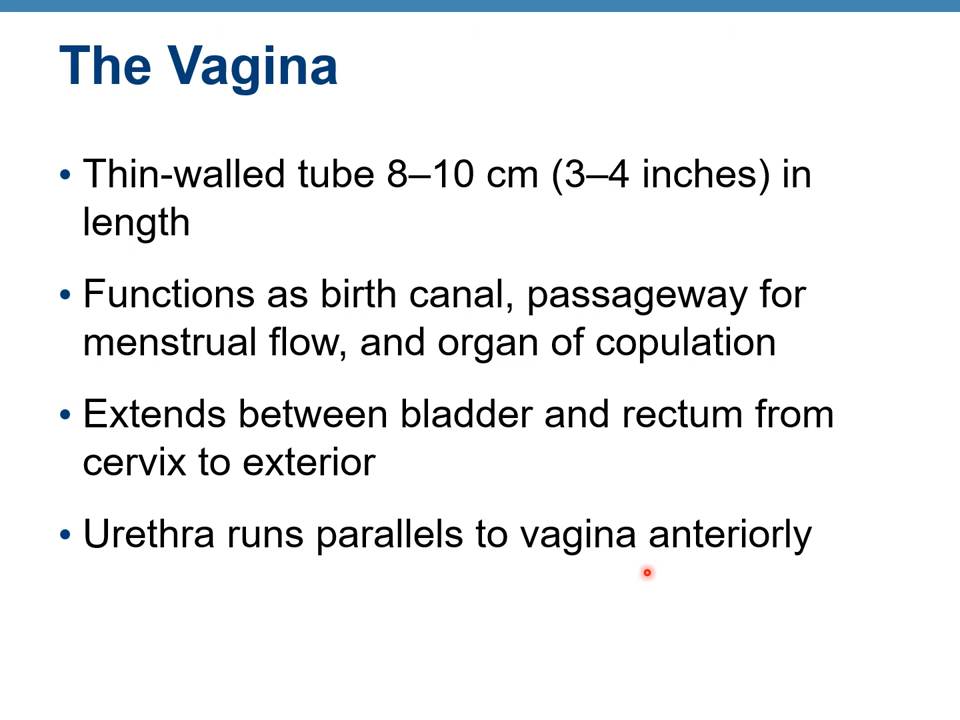 The Vagina
• Thin-walled tube 8–10 cm (3–4 inches) in
length
• Functions as birth canal, passageway for
menstrual flow, and organ of copulation
• Extends between bladder and rectum from
cervix to exterior
• Urethra runs parallels to vagina anteriorly